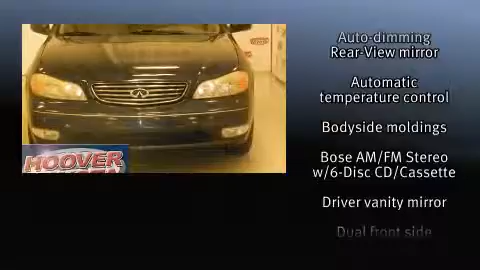 Auto-dimming
Rear-View mirror
Automatic
temperature control
Bodyside moldings
Bose AM/FM Stereo
w/6-Disc CD/Cassette
Driver vanity mirror
Dual front side
HOOVER